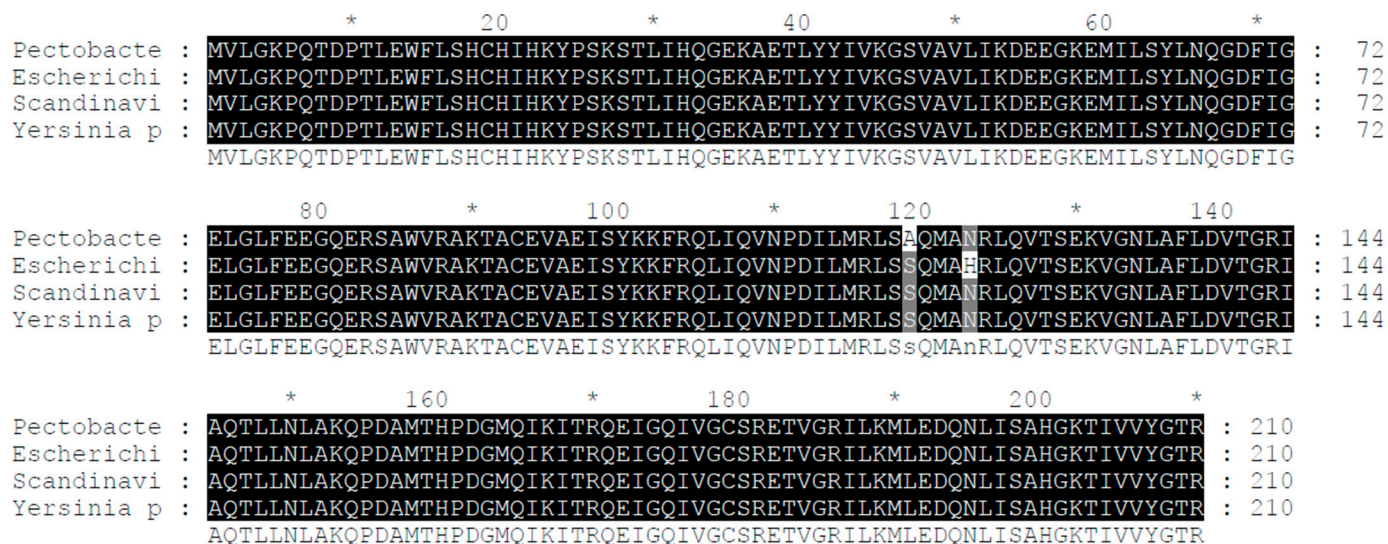 * 20 * 40 * 60 *
Pectobacte : MVLGKPQTDPTLEWFLSHCHIHKYPSKSTLIHQGEKAETLYYIVKGSVAVLIKDEEGKEMILSYLNQGDFIG : 72
Escherichi : MVLGKPQTDPTLEWFLSHCHIHKYPSKSTLIHQGEKAETLYYIVKGSVAVLIKDEEGKEMILSYLNQGDFIG : 72
Scandinavi : MVLGKPQTDPTLEWFLSHCHIHKYPSKSTLIHQGEKAETLYYIVKGSVAVLIKDEEGKEMILSYLNQGDFIG : 72
Yersinia p : MVLGKPQTDPTLEWFLSHCHIHKYPSKSTLIHQGEKAETLYYIVKGSVAVLIKDEEGKEMILSYLNQGDFIG : 72
MVLGKPQTDPTLEWFLSHCHIHKYPSKSTLIHQGEKAETLYYIVKGSVAVLIKDEEGKEMILSYLNQGDFIG
80 * 100 * 120 * 140
Pectobacte : ELGLFEEGQERSAWVRAKTACEVAEISYKKFRQLIQVNPDILMRLSAQMANRLQVTSEKVGNLAFLDVTGRI : 144
Escherichi : ELGLFEEGQERSAWVRAKTACEVAEISYKKFRQLIQVNPDILMRLSSQMAHRLQVTSEKVGNLAFLDVTGRI : 144
Scandinavi : ELGLFEEGQERSAWVRAKTACEVAEISYKKFRQLIQVNPDILMRLSSQMANRLQVTSEKVGNLAFLDVTGRI : 144
Yersinia p : ELGLFEEGQERSAWVRAKTACEVAEISYKKFRQLIQVNPDILMRLSSQMANRLQVTSEKVGNLAFLDVTGRI : 144
ELGLFEEGQERSAWVRAKTACEVAEISYKKFRQLIQVNPDILMRLSsQMAnRLQVTSEKVGNLAFLDVTGRI
* 160 * 180 * 200 *
Pectobacte : AQTLLNLAKQPDAMTHPDGMQIKITRQEIGQIVGCSRETVGRILKMLEDQNLISAHGKTIVVYGTR : 210
Escherichi : AQTLLNLAKQPDAMTHPDGMQIKITRQEIGQIVGCSRETVGRILKMLEDQNLISAHGKTIVVYGTR : 210
Scandinavi : AQTLLNLAKQPDAMTHPDGMQIKITRQEIGQIVGCSRETVGRILKMLEDQNLISAHGKTIVVYGTR : 210
Yersinia p : AQTLLNLAKQPDAMTHPDGMQIKITRQEIGQIVGCSRETVGRILKMLEDQNLISAHGKTIVVYGTR : 210
AQTLLNLAKQPDAMTHPDGMQIKITRQEIGQIVGCSRETVGRILKMLEDQNLISAHGKTIVVYGTR